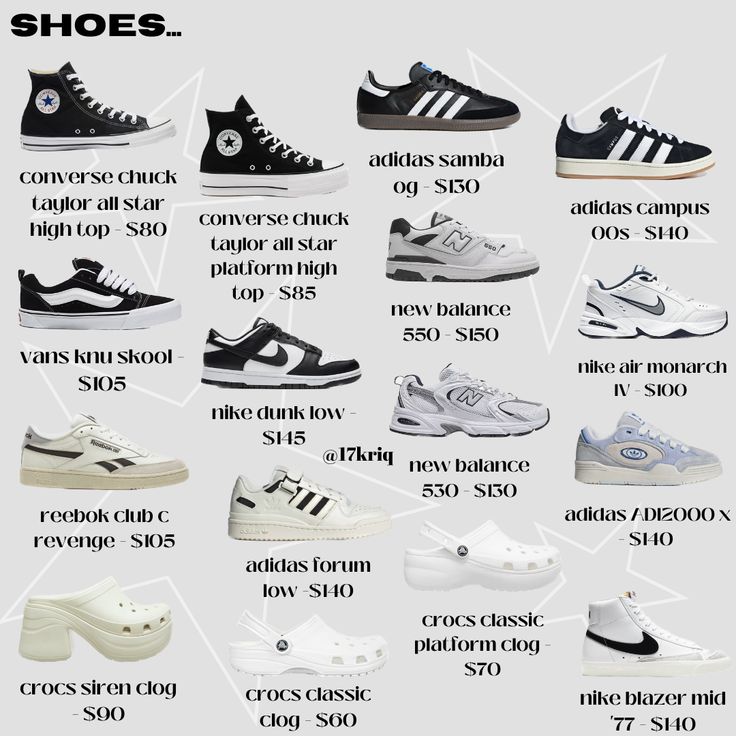 SHOES...
converse chuck
taylor all star
high top - $80
converse chuck
taylor all star
platform high
top - $85
adidas samba
og - $130
adidas campus
00s - $140
vans knu skool -
$105
nike dunk low -
$145
new balance
550 - $150
nike air monarch
IV - $100
@17kriq
reebok club c
revenge - $105
adidas forum
low -$140
new balance
530 - $130
adidas ADI2000 x
- $140
crocs siren clog
- $90
crocs classic
clog - $60
crocs classic
platform clog -
$70
nike blazer mid
'77 - $140
Reebok
550